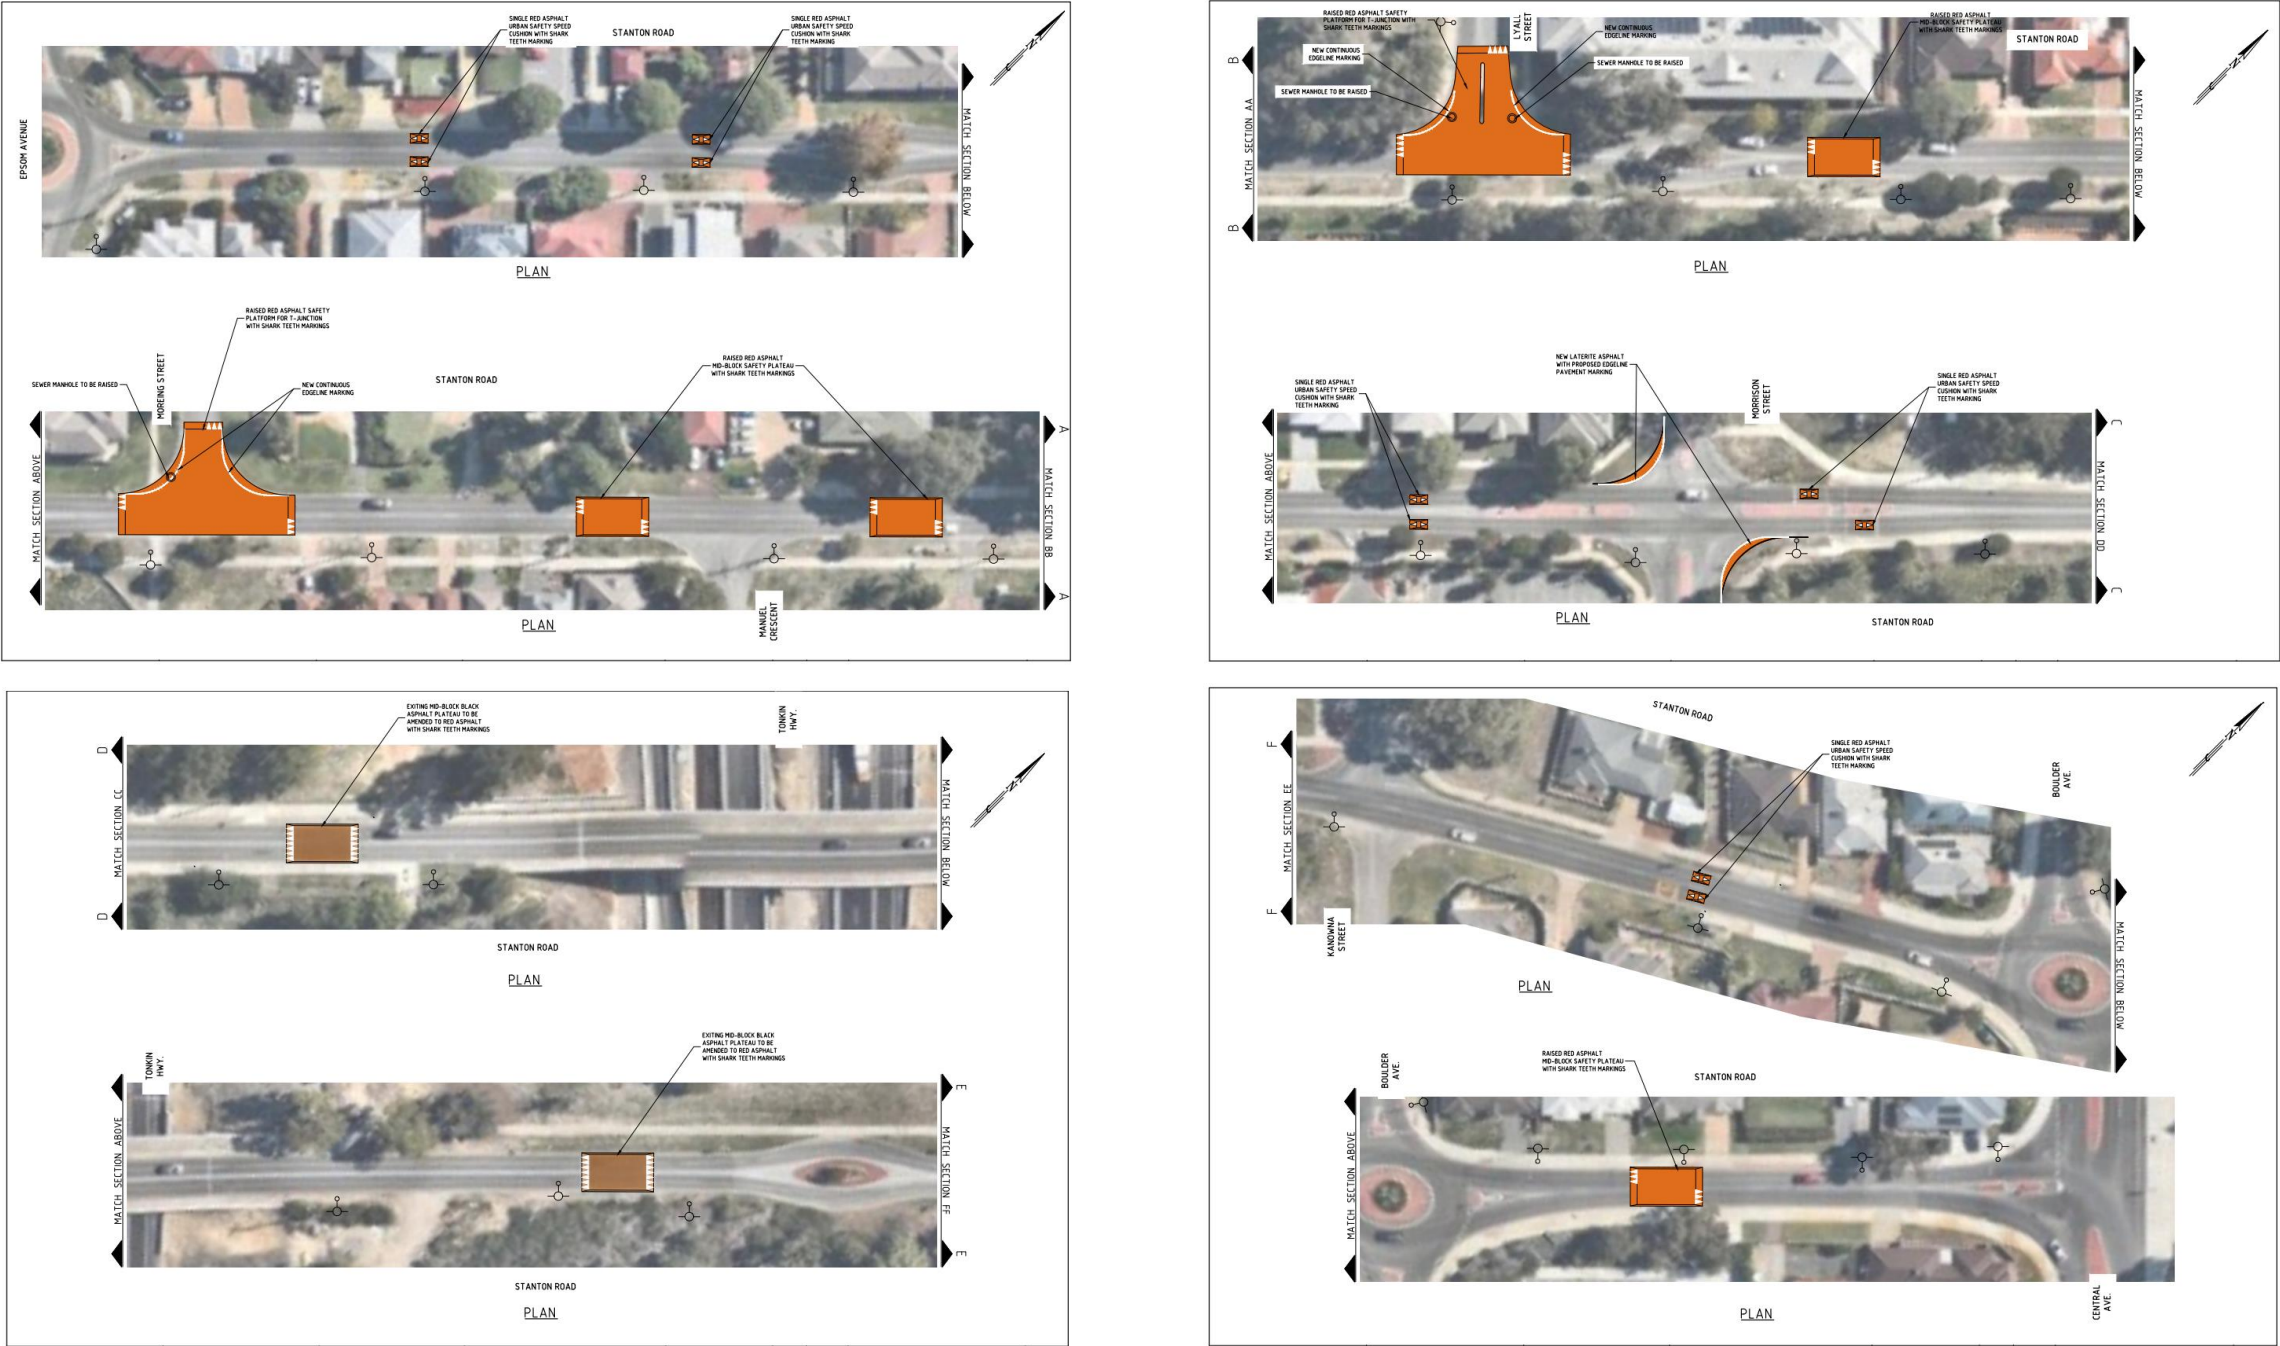 SINGLE RED ASPHALT
URBAN SAFETY SPEED
CUSHION WITH SHARK
TEETH MARKING
STANTON ROAD
SINGLE RED ASPHALT
URBAN SAFETY SPEED
CUSHION WITH SHARK
TEETH MARKING
N
EPSOM AVENUE
MATCH SECTION BELOW
PLAN
RAISED RED ASPHALT SAFETY
PLATFORM FOR T-JUNCTION
WITH SHARK TEETH MARKINGS
MOREING STREET
SEWER MANHOLE TO BE RAISED
NEW CONTINUOUS
EDGELINE MARKING
STANTON ROAD
RAISED RED ASPHALT
MID-BLOCK SAFETY PLATEAU
WITH SHARK TEETH MARKINGS
MATCH SECTION ABOVE
A
MATCH SECTION BB
A
MANUEL
CRESCENT
PLAN
RAISED RED ASPHALT SAFETY
PLATFORM FOR T-JUNCTION WITH
SHARK TEETH MARKINGS
LYALL
STREET
NEW CONTINUOUS
EDGELINE MARKING
NEW CONTINUOUS
EDGELINE MARKING
SEWER MANHOLE TO BE RAISED
SEWER MANHOLE TO BE RAISED
RAISED RED ASPHALT
MID-BLOCK SAFETY PLATEAU
WITH SHARK TEETH MARKINGS
STANTON ROAD
N
B
MATCH SECTION AA
B
MATCH SECTION BELOW
PLAN
SINGLE RED ASPHALT
URBAN SAFETY SPEED
CUSHION WITH SHARK
TEETH MARKING
NEW LATERITE ASPHALT
WITH PROPOSED EDGELINE
PAVEMENT MARKING
MORRISON
STREET
SINGLE RED ASPHALT
URBAN SAFETY SPEED
CUSHION WITH SHARK
TEETH MARKING
MATCH SECTION ABOVE
C
MATCH SECTION DD
C
PLAN
STANTON ROAD
EXITING MID-BLOCK BLACK
ASPHALT PLATEAU TO BE
AMENDED TO RED ASPHALT
WITH SHARK TEETH MARKINGS
TONKIN
HWY.
N
D
MATCH SECTION CC
D
MATCH SECTION BELOW
STANTON ROAD
PLAN
TONKIN
HWY.
EXITING MID-BLOCK BLACK
ASPHALT PLATEAU TO BE
AMENDED TO RED ASPHALT
WITH SHARK TEETH MARKINGS
MATCH SECTION ABOVE
E
MATCH SECTION FF
E
STANTON ROAD
PLAN
STANTON ROAD
SINGLE RED ASPHALT
URBAN SAFETY SPEED
CUSHION WITH SHARK
TEETH MARKING
BOULDER
AVE.
N
F
MATCH SECTION EE
F
KANOWNA
STREET
MATCH SECTION BELOW
PLAN
BOULDER
AVE.
RAISED RED ASPHALT
MID-BLOCK SAFETY PLATEAU
WITH SHARK TEETH MARKINGS
STANTON ROAD
MATCH SECTION ABOVE
CENTRAL
AVE.
PLAN